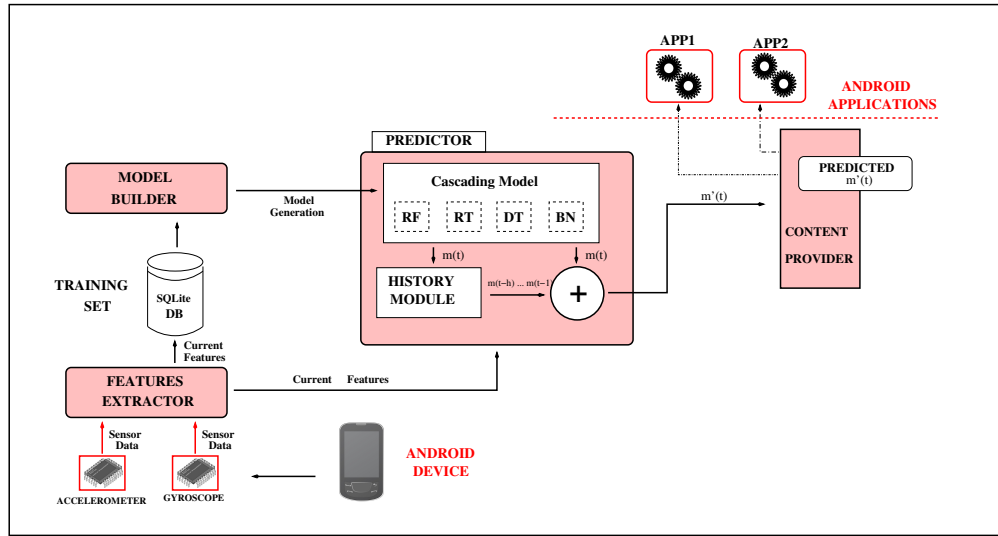 APP1
APP2
ANDROID
APPLICATIONS
PREDICTOR
PREDICTED
m'(t)
MODEL
BUILDER
Model
Generation
Cascading Model
RF
RT
DT
BN
m'(t)
CONTENT
PROVIDER
m(t)
m(t)
HISTORY
MODULE
m(t−h) ... m(t−1)
+
TRAINING
SET
SQLite
DB
Current
Features
FEATURES
EXTRACTOR
Current Features
Sensor
Data
Sensor
Data
ANDROID
DEVICE
ACCELEROMETER
GYROSCOPE